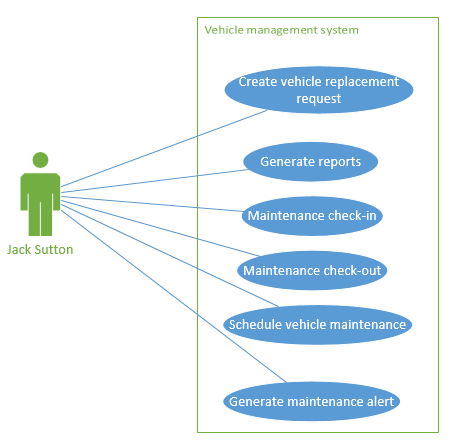 Vehicle management system
Create vehicle replacement
request
Generate reports
Maintenance check-in
Jack Sutton
Maintenance check-out
Schedule vehicle maintenance
Generate maintenance alert